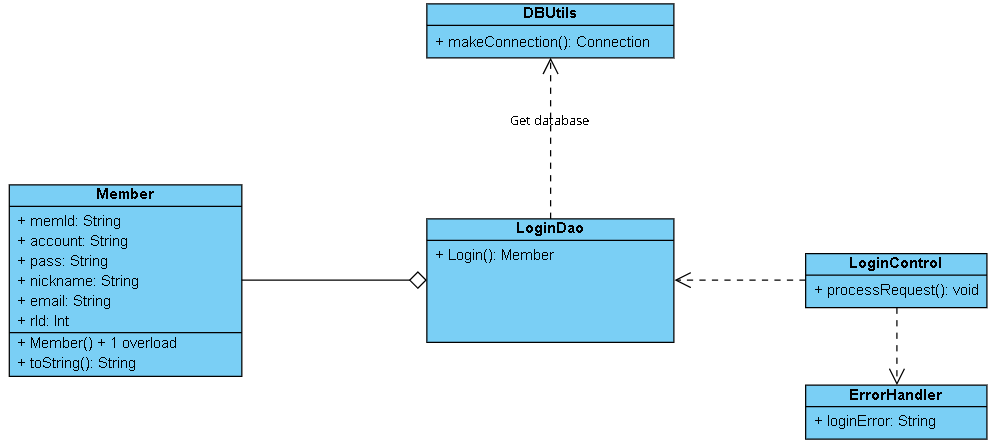 DBUtils
+ makeConnection(): Connection
Get database
Member
+ memId: String
+ account: String
+ pass: String
+ nickname: String
+ email: String
+ rId: Int
+ Member() + 1 overload
+ toString(): String
LoginDao
+ Login(): Member
LoginControl
+ processRequest(): void
ErrorHandler
+ loginError: String